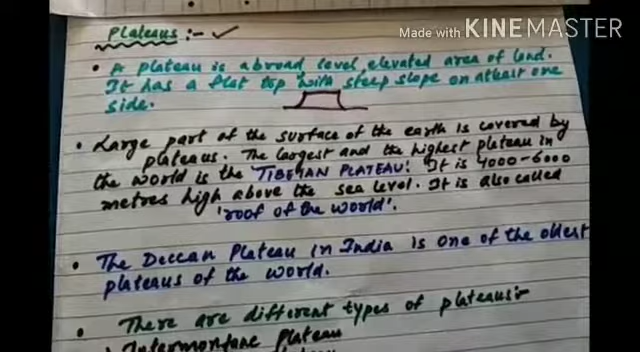 Made with KINEMASTER
Plateaus :-
• A plateau is a broad level, elevated area of land.
It has a flat top with steep slope on atleast one
side.
• Large part of the surface of the earth is covered by
plateaus. The largest and the highest plateau in
the world is the TIBETAN PLATEAU! It is 4000-6000
metres high above the sea level. It is also called
'roof of the world'.
• The Deccan Plateau in India is one of the oldest
plateaus of the world.
• There are different types of plateaus:-
Intermontane Plateau